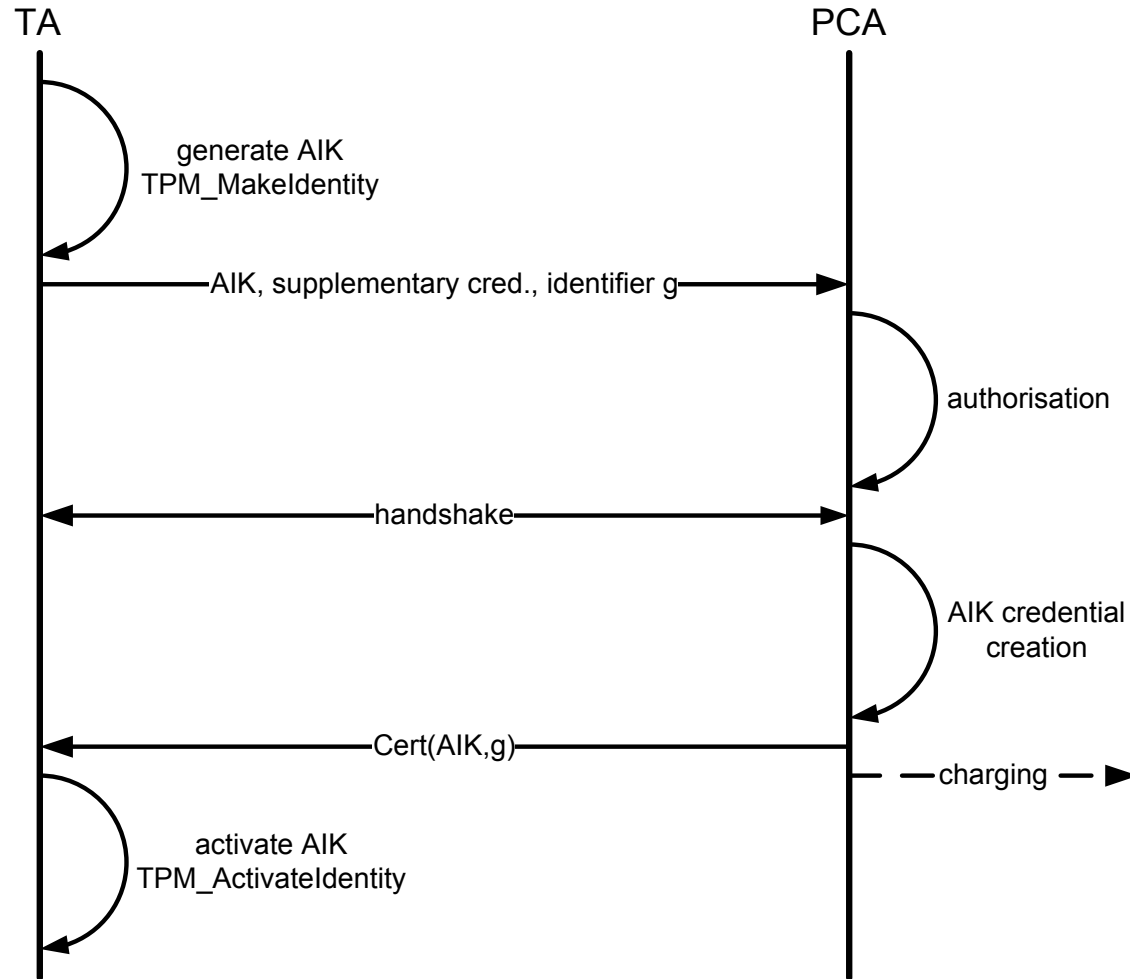 TA
PCA
generate AIK
TPM_MakeIdentity
AIK, supplementary cred., identifier g
authorisation
handshake
AIK credential
creation
Cert(AIK,g)
charging
activate AIK
TPM_ActivateIdentity